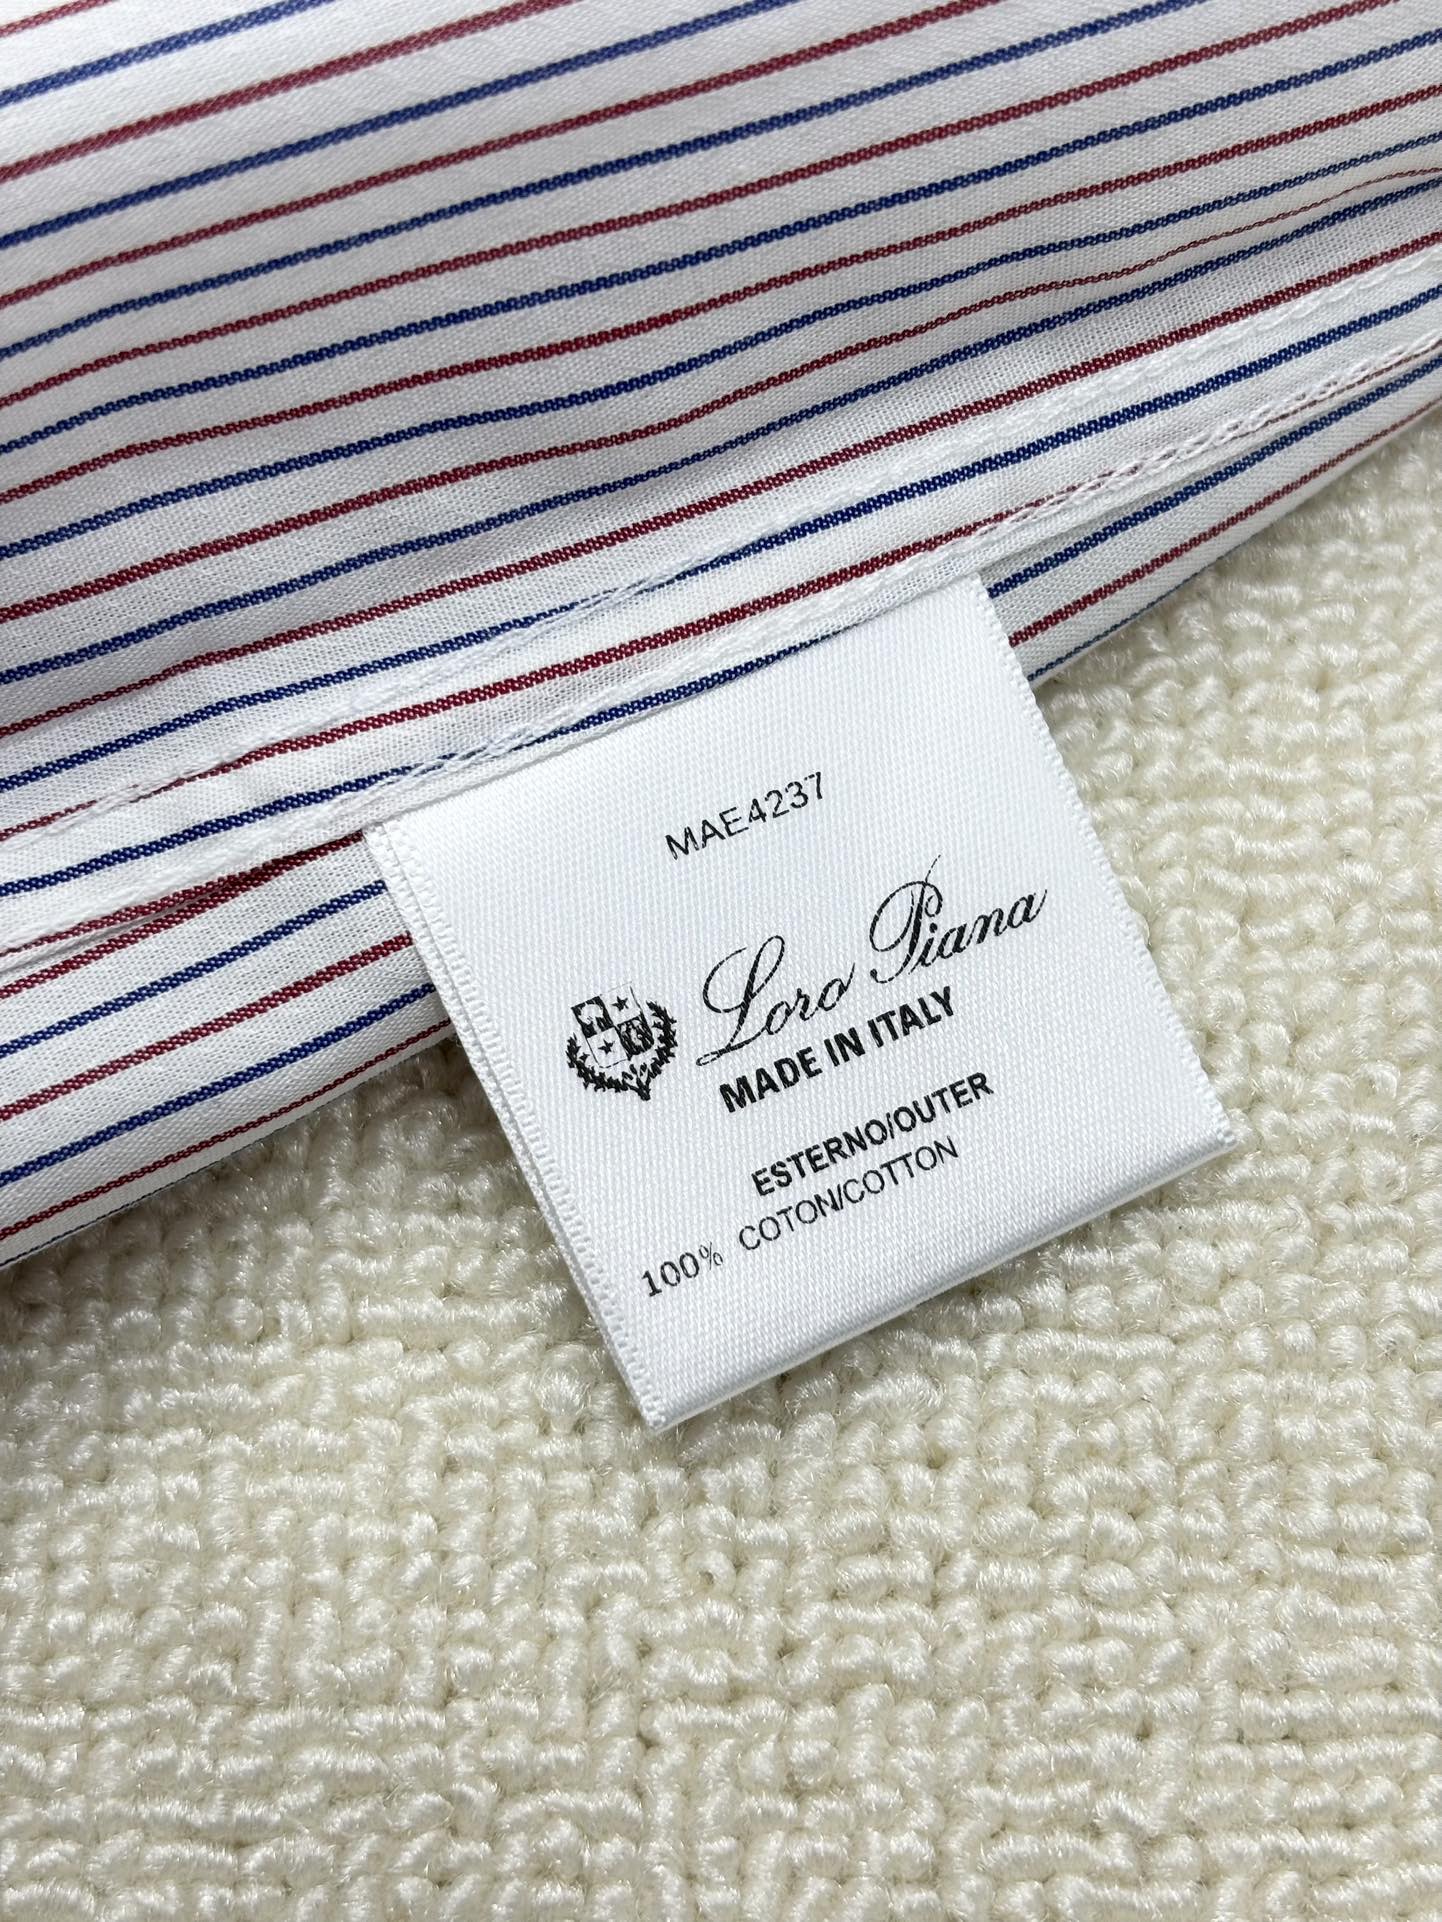 MAE4237
Loro Piana
MADE IN ITALY
ESTERNO/OUTER
100% COTON/COTTON